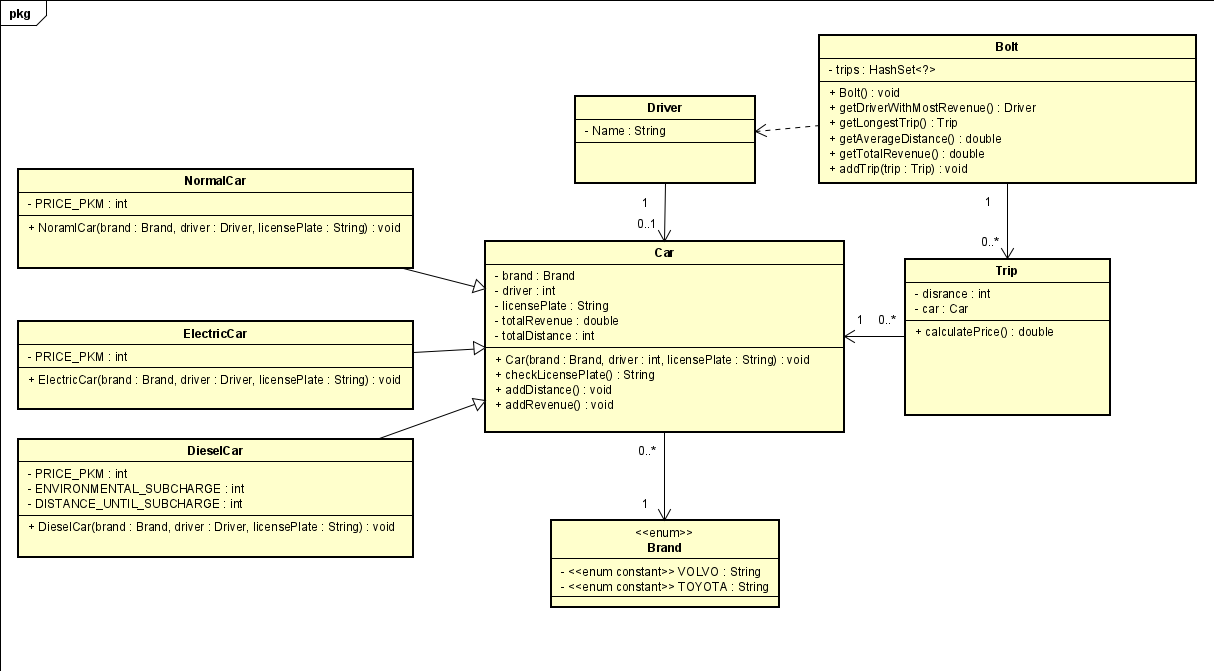 pkg
Bolt
- trips : HashSet<?>
+ Bolt() : void
+ getDriverWithMostRevenue() : Driver
+ getLongestTrip() : Trip
+ getAverageDistance() : double
+ getTotalRevenue() : double
+ addTrip(trip : Trip) : void
Driver
- Name : String
1
0..1
1
0..*
NormalCar
- PRICE_PKM : int
+ NoramlCar(brand : Brand, driver : Driver, licensePlate : String) : void
Car
- brand : Brand
- driver : int
- licensePlate : String
- totalRevenue : double
- totalDistance : int
+ Car(brand : Brand, driver : int, licensePlate : String) : void
+ checkLicensePlate() : String
+ addDistance() : void
+ addRevenue() : void
Trip
- disrance : int
- car : Car
+ calculatePrice() : double
1 0..*
ElectricCar
- PRICE_PKM : int
+ ElectricCar(brand : Brand, driver : Driver, licensePlate : String) : void
DieselCar
- PRICE_PKM : int
- ENVIRONMENTAL_SUBCHARGE : int
- DISTANCE_UNTIL_SUBCHARGE : int
+ DieselCar(brand : Brand, driver : Driver, licensePlate : String) : void
0..*
1
<<enum>>
Brand
- <<enum constant>> VOLVO : String
- <<enum constant>> TOYOTA : String